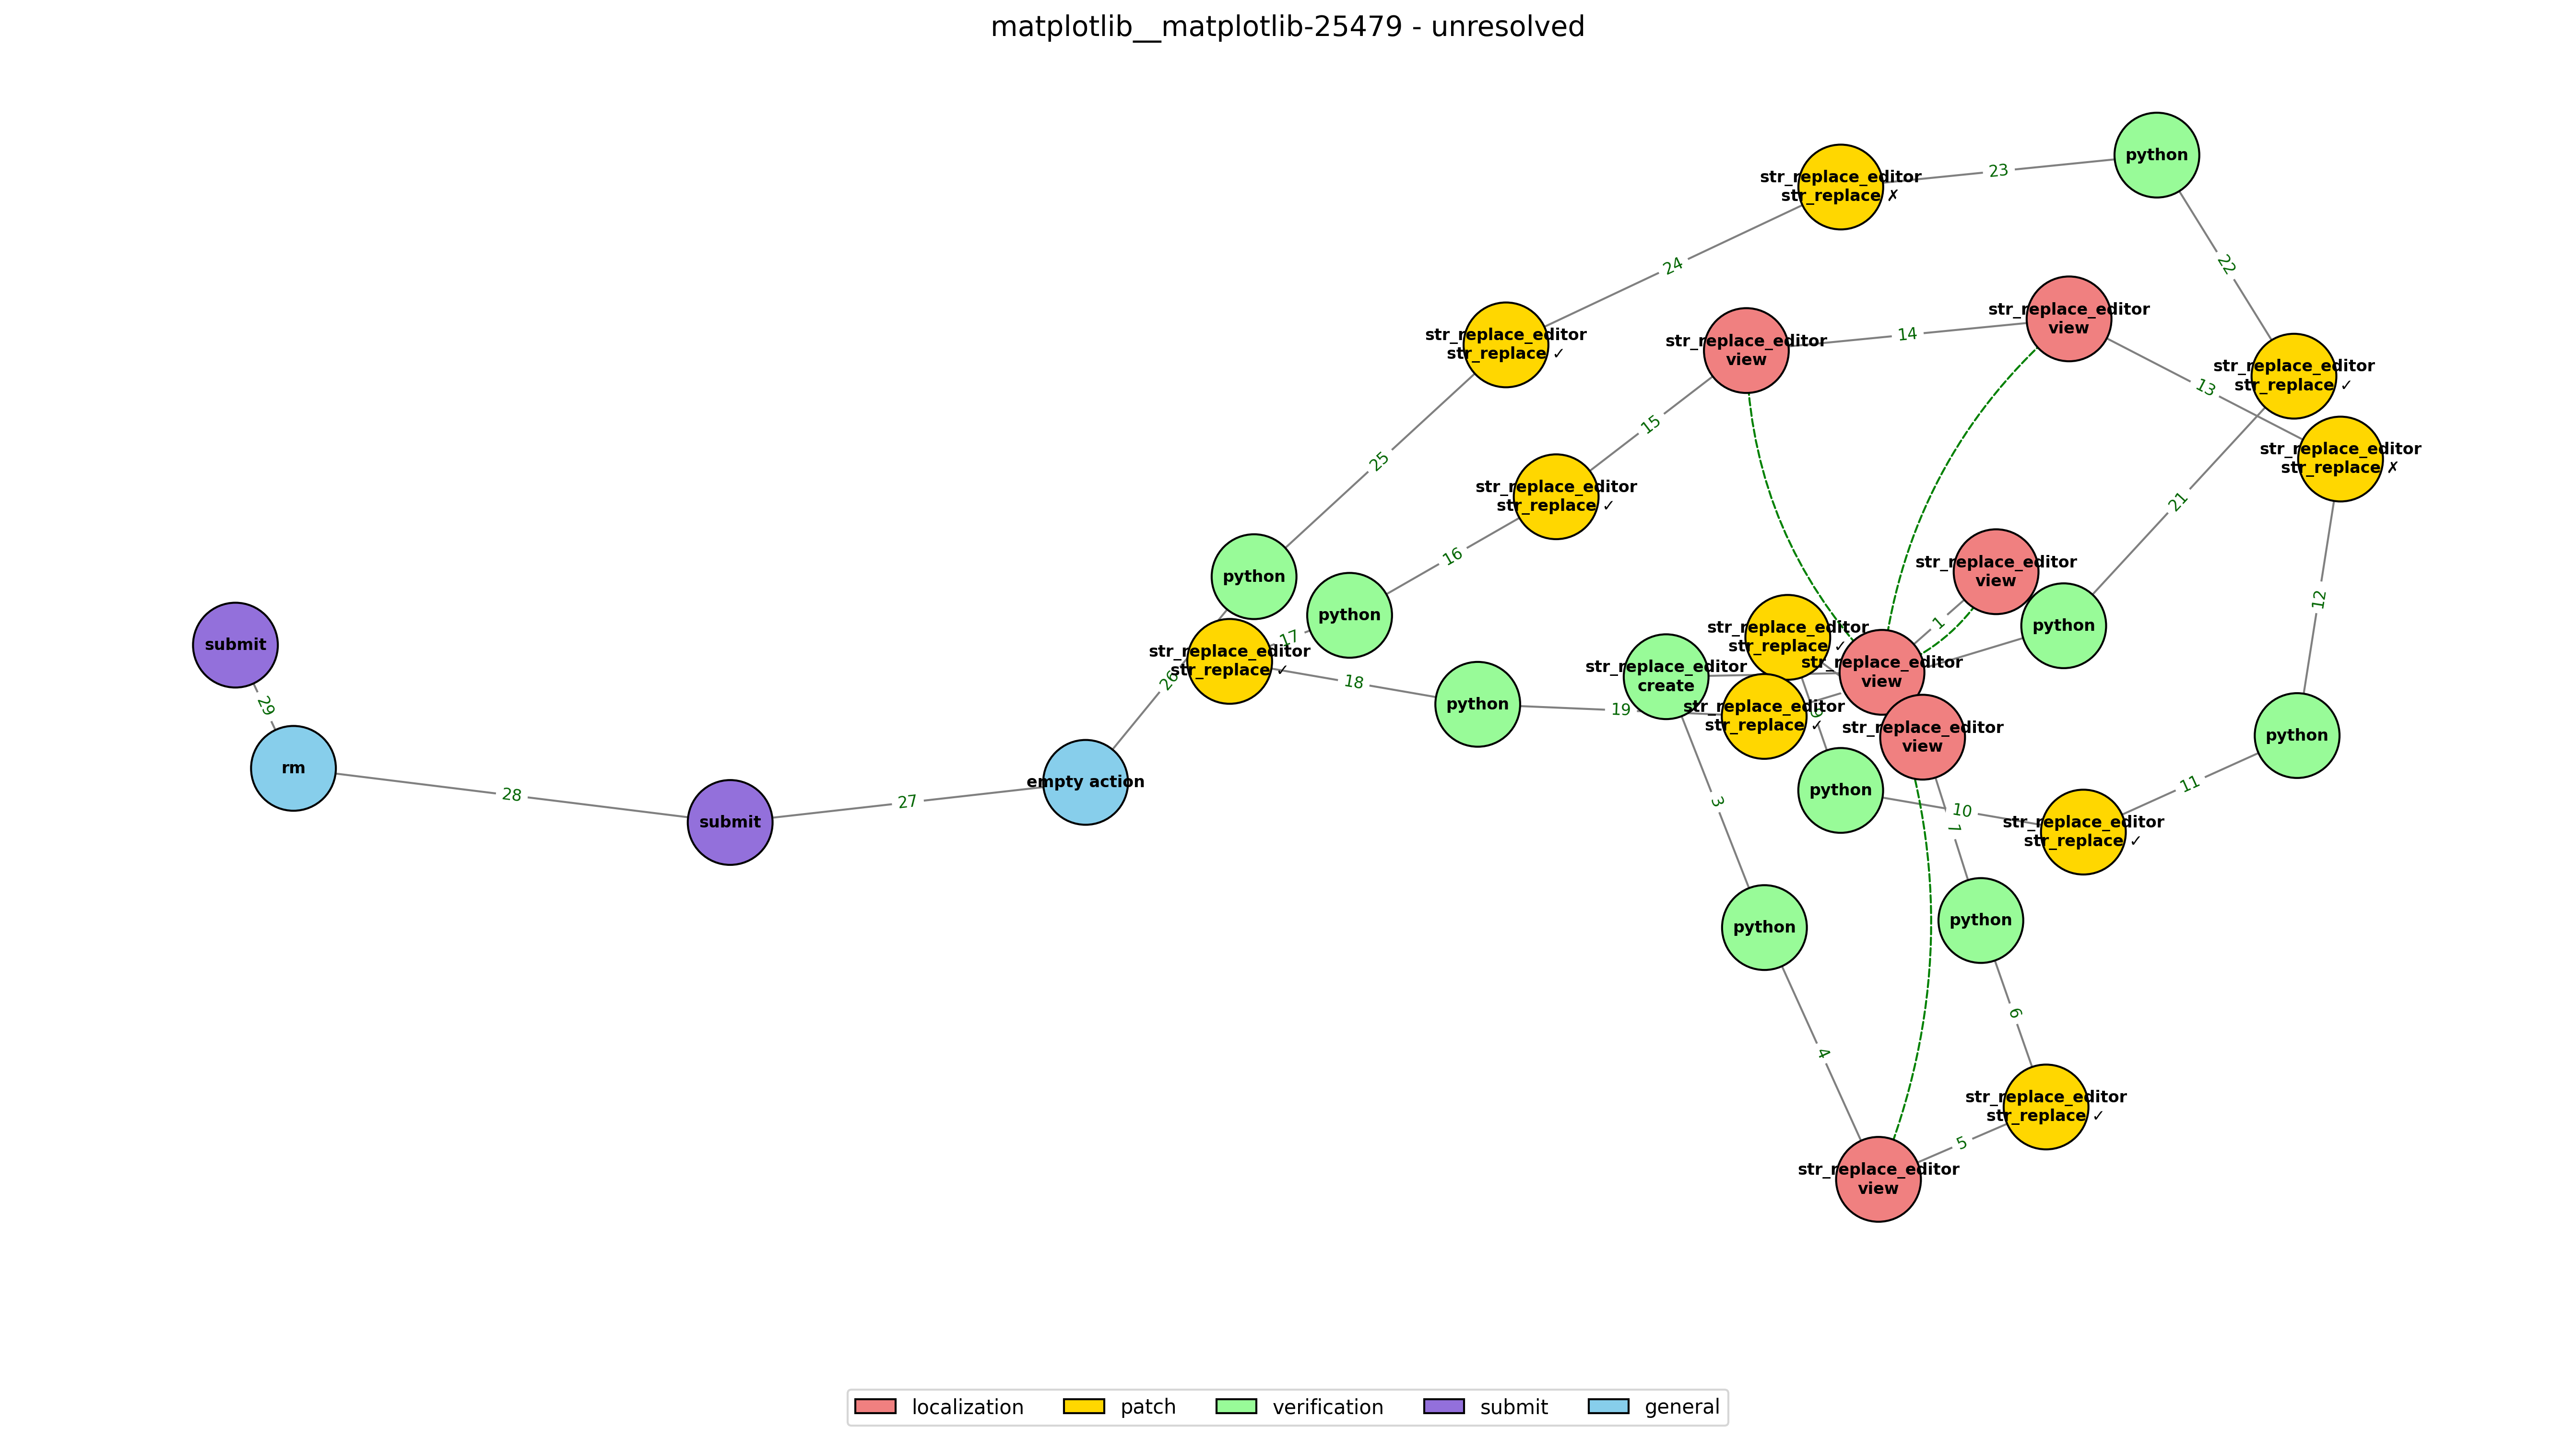 matplotlib__matplotlib-25479 - unresolved
python
str_replace_editor
str_replace ✗
23
24
22
str_replace_editor
view
str_replace_editor
str_replace ✓
str_replace_editor
view
14
str_replace_editor
str_replace ✓
13
15
25
str_replace_editor
str_replace ✗
str_replace_editor
str_replace ✓
21
16
str_replace_editor
view
python
12
python
1
python
17
str_replace_editor
str_replace ✓
submit
str_replace_editor
str_replace ✓
str_replace_editor
create
str_replace_editor
view
26
18
29
python
19
str_replace_editor
str_replace ✓
9
str_replace_editor
view
python
rm
empty action
python
11
28
27
3
10
submit
7
str_replace_editor
str_replace ✓
python
python
6
4
str_replace_editor
str_replace ✓
5
str_replace_editor
view
localization
patch
verification
submit
general